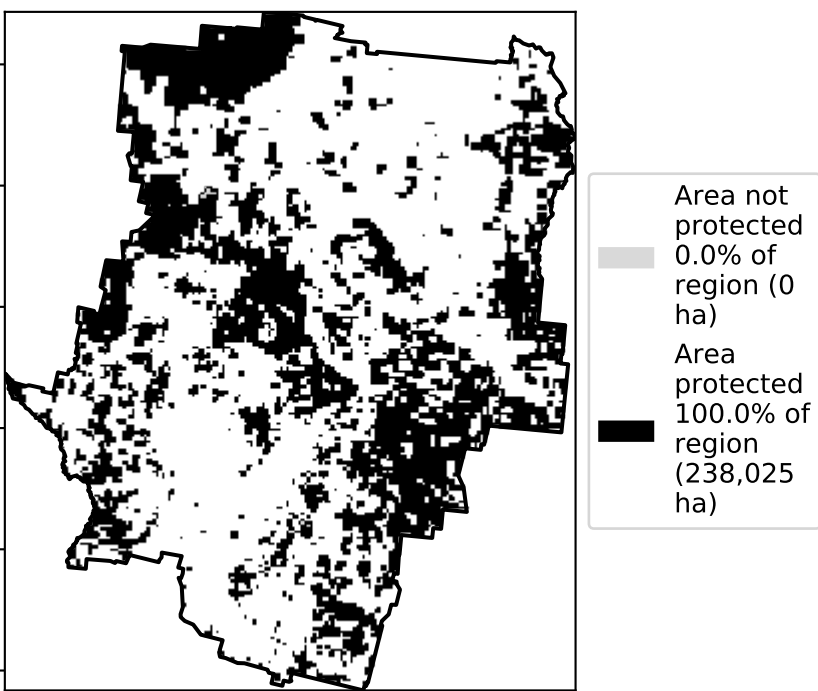 Area not
protected
0.0% of
region (0
ha)
Area
protected
100.0% of
region
(238,025
ha)